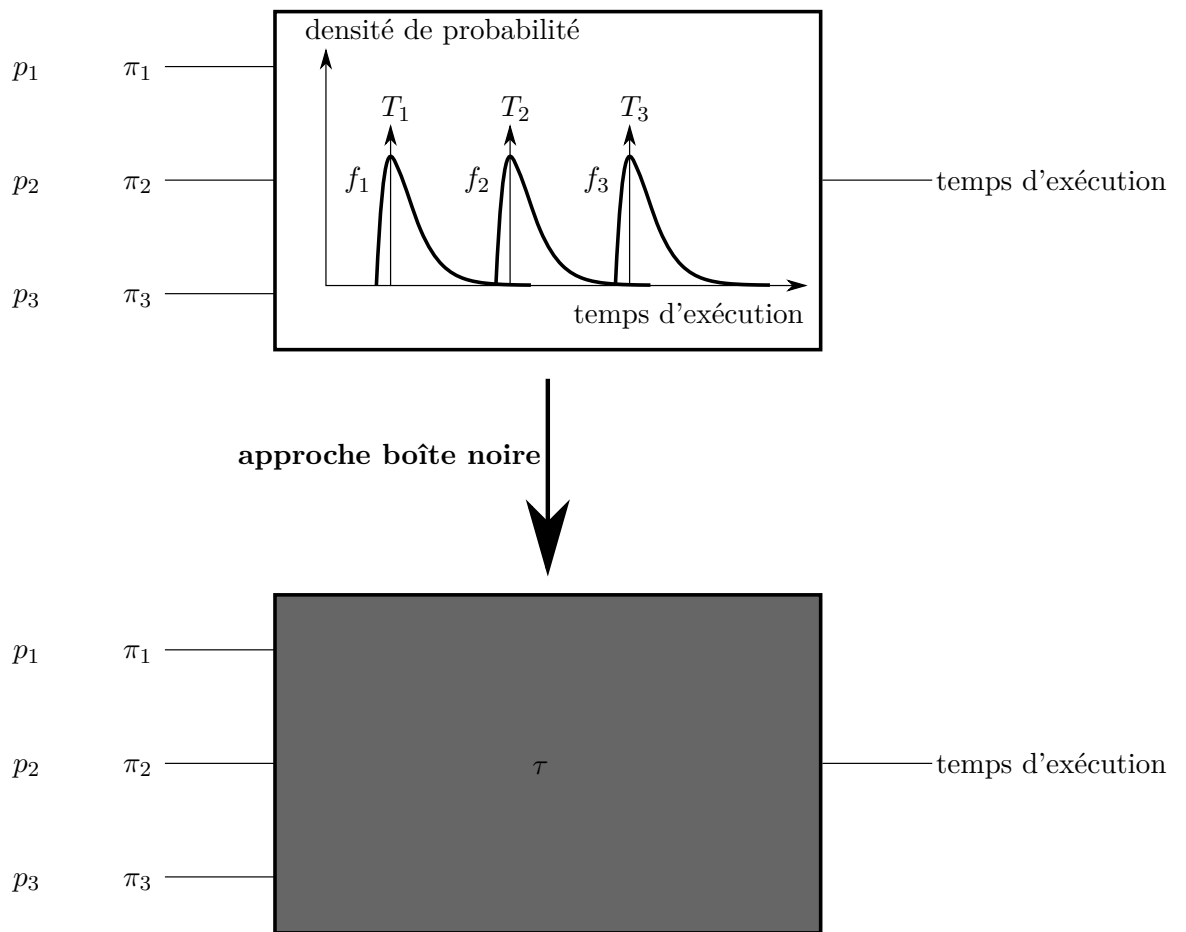 densité de probabilité
p₁ π₁
T₁ T₂ T₃
f₁ f₂ f₃
p₂ π₂ temps d'exécution
p₃ π₃
temps d'exécution
approche boîte noire
p₁ π₁
p₂ π₂ τ temps d'exécution
p₃ π₃